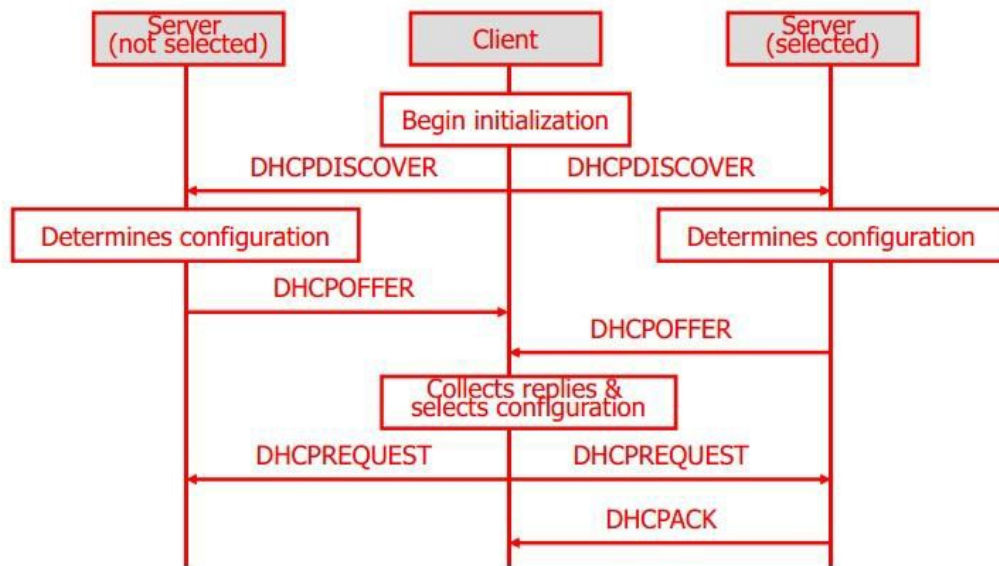 Server
(not selected)
Client
Server
(selected)
Begin initialization
DHCPDISCOVER
DHCPDISCOVER
Determines configuration
Determines configuration
DHCPOFFER
DHCPOFFER
Collects replies &
selects configuration
DHCPREQUEST
DHCPREQUEST
DHCPACK